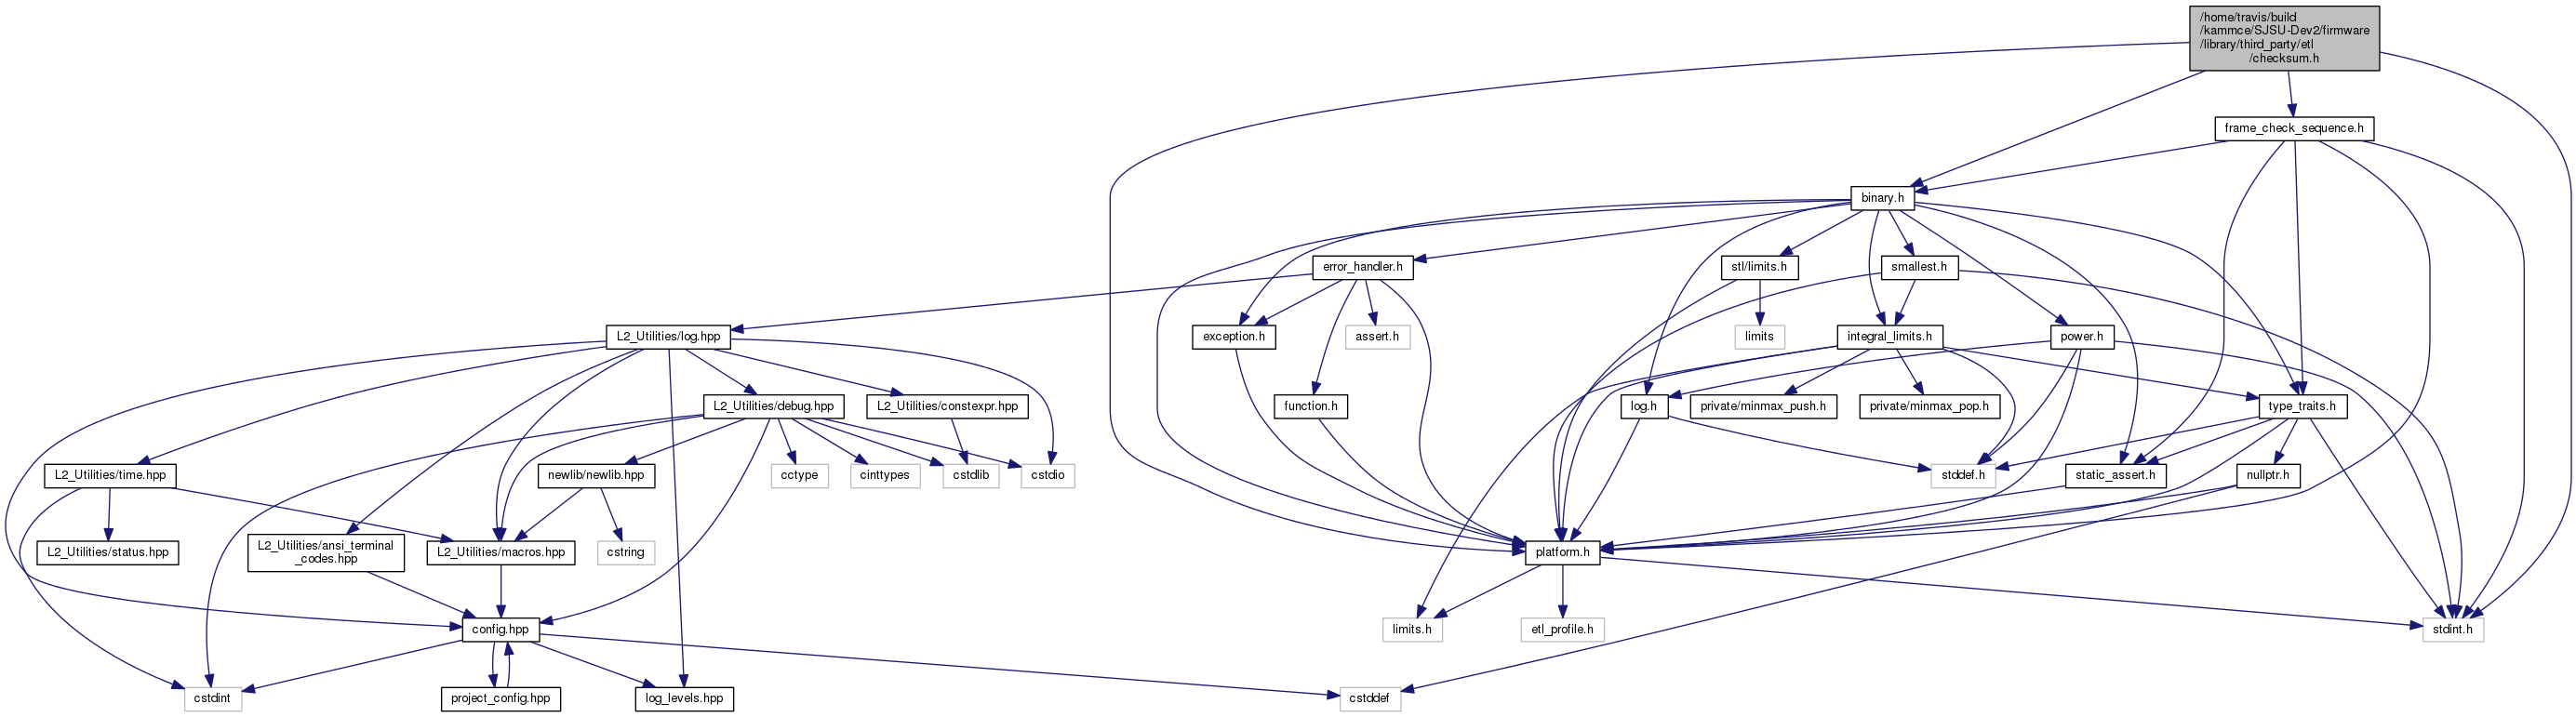 /home/travis/build
/kammce/SJSU-Dev2/firmware
/library/third_party/etl
/checksum.h
frame_check_sequence.h
binary.h
error_handler.h
stl/limits.h
smallest.h
L2_Utilities/log.hpp
exception.h
assert.h
limits
integral_limits.h
power.h
L2_Utilities/debug.hpp
L2_Utilities/constexpr.hpp
function.h
log.h
private/minmax_push.h
private/minmax_pop.h
type_traits.h
L2_Utilities/time.hpp
newlib/newlib.hpp
cctype
cinttypes
cstdlib
cstdio
stddef.h
static_assert.h
nullptr.h
L2_Utilities/status.hpp
L2_Utilities/ansi_terminal
_codes.hpp
L2_Utilities/macros.hpp
cstring
platform.h
config.hpp
limits.h
etl_profile.h
stdint.h
cstdint
project_config.hpp
log_levels.hpp
cstddef